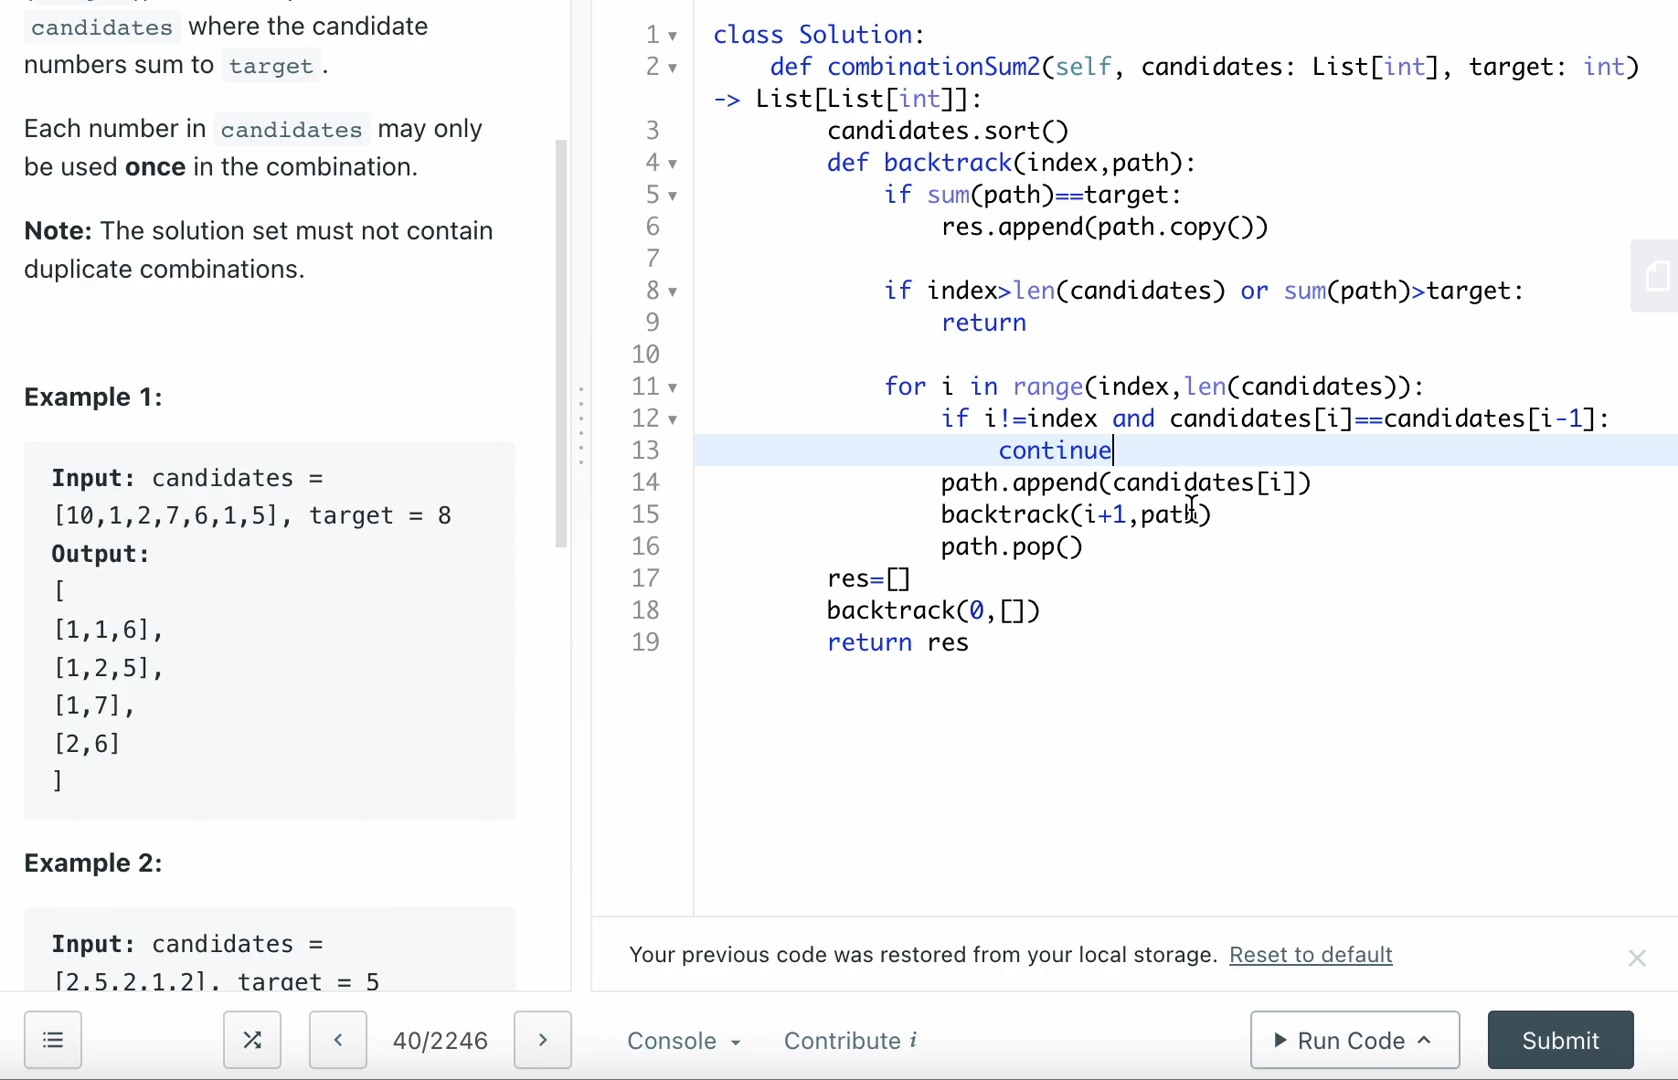 candidates where the candidate
numbers sum to target .
Each number in candidates may only
be used once in the combination.
Note: The solution set must not contain
duplicate combinations.
Example 1:
Input: candidates =
[10,1,2,7,6,1,5], target = 8
Output:
[
[1,1,6],
[1,2,5],
[1,7],
[2,6]
]
Example 2:
Input: candidates =
[2,5,2,1,2], target = 5
40/2246
1 class Solution:
2 def combinationSum2(self, candidates: List[int], target: int)
-> List[List[int]]:
3 candidates.sort()
4 def backtrack(index,path):
5 if sum(path)==target:
6 res.append(path.copy())
7
8 if index>len(candidates) or sum(path)>target:
9 return
10
11 for i in range(index,len(candidates)):
12 if i!=index and candidates[i]==candidates[i-1]:
13 continue
14 path.append(candidates[i])
15 backtrack(i+1,path)
16 path.pop()
17 res=[]
18 backtrack(0,[])
19 return res
Your previous code was restored from your local storage. Reset to default
Console Contribute i Run Code Submit